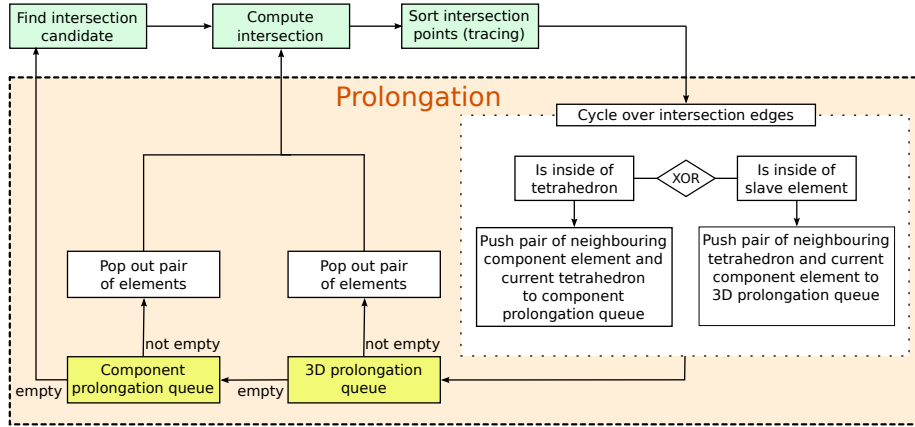 Find intersection
candidate
Compute
intersection
Sort intersection
points (tracing)
Prolongation
Cycle over intersection edges
Is inside of
tetrahedron
XOR
Is inside of
slave element
Push pair of neighbouring
component element and
current tetrahedron
to component
prolongation queue
Push pair of neighbouring
tetrahedron and current
component element to
3D prolongation queue
Pop out pair
of elements
Pop out pair
of elements
not empty
not empty
Component
prolongation queue
3D prolongation
queue
empty
empty